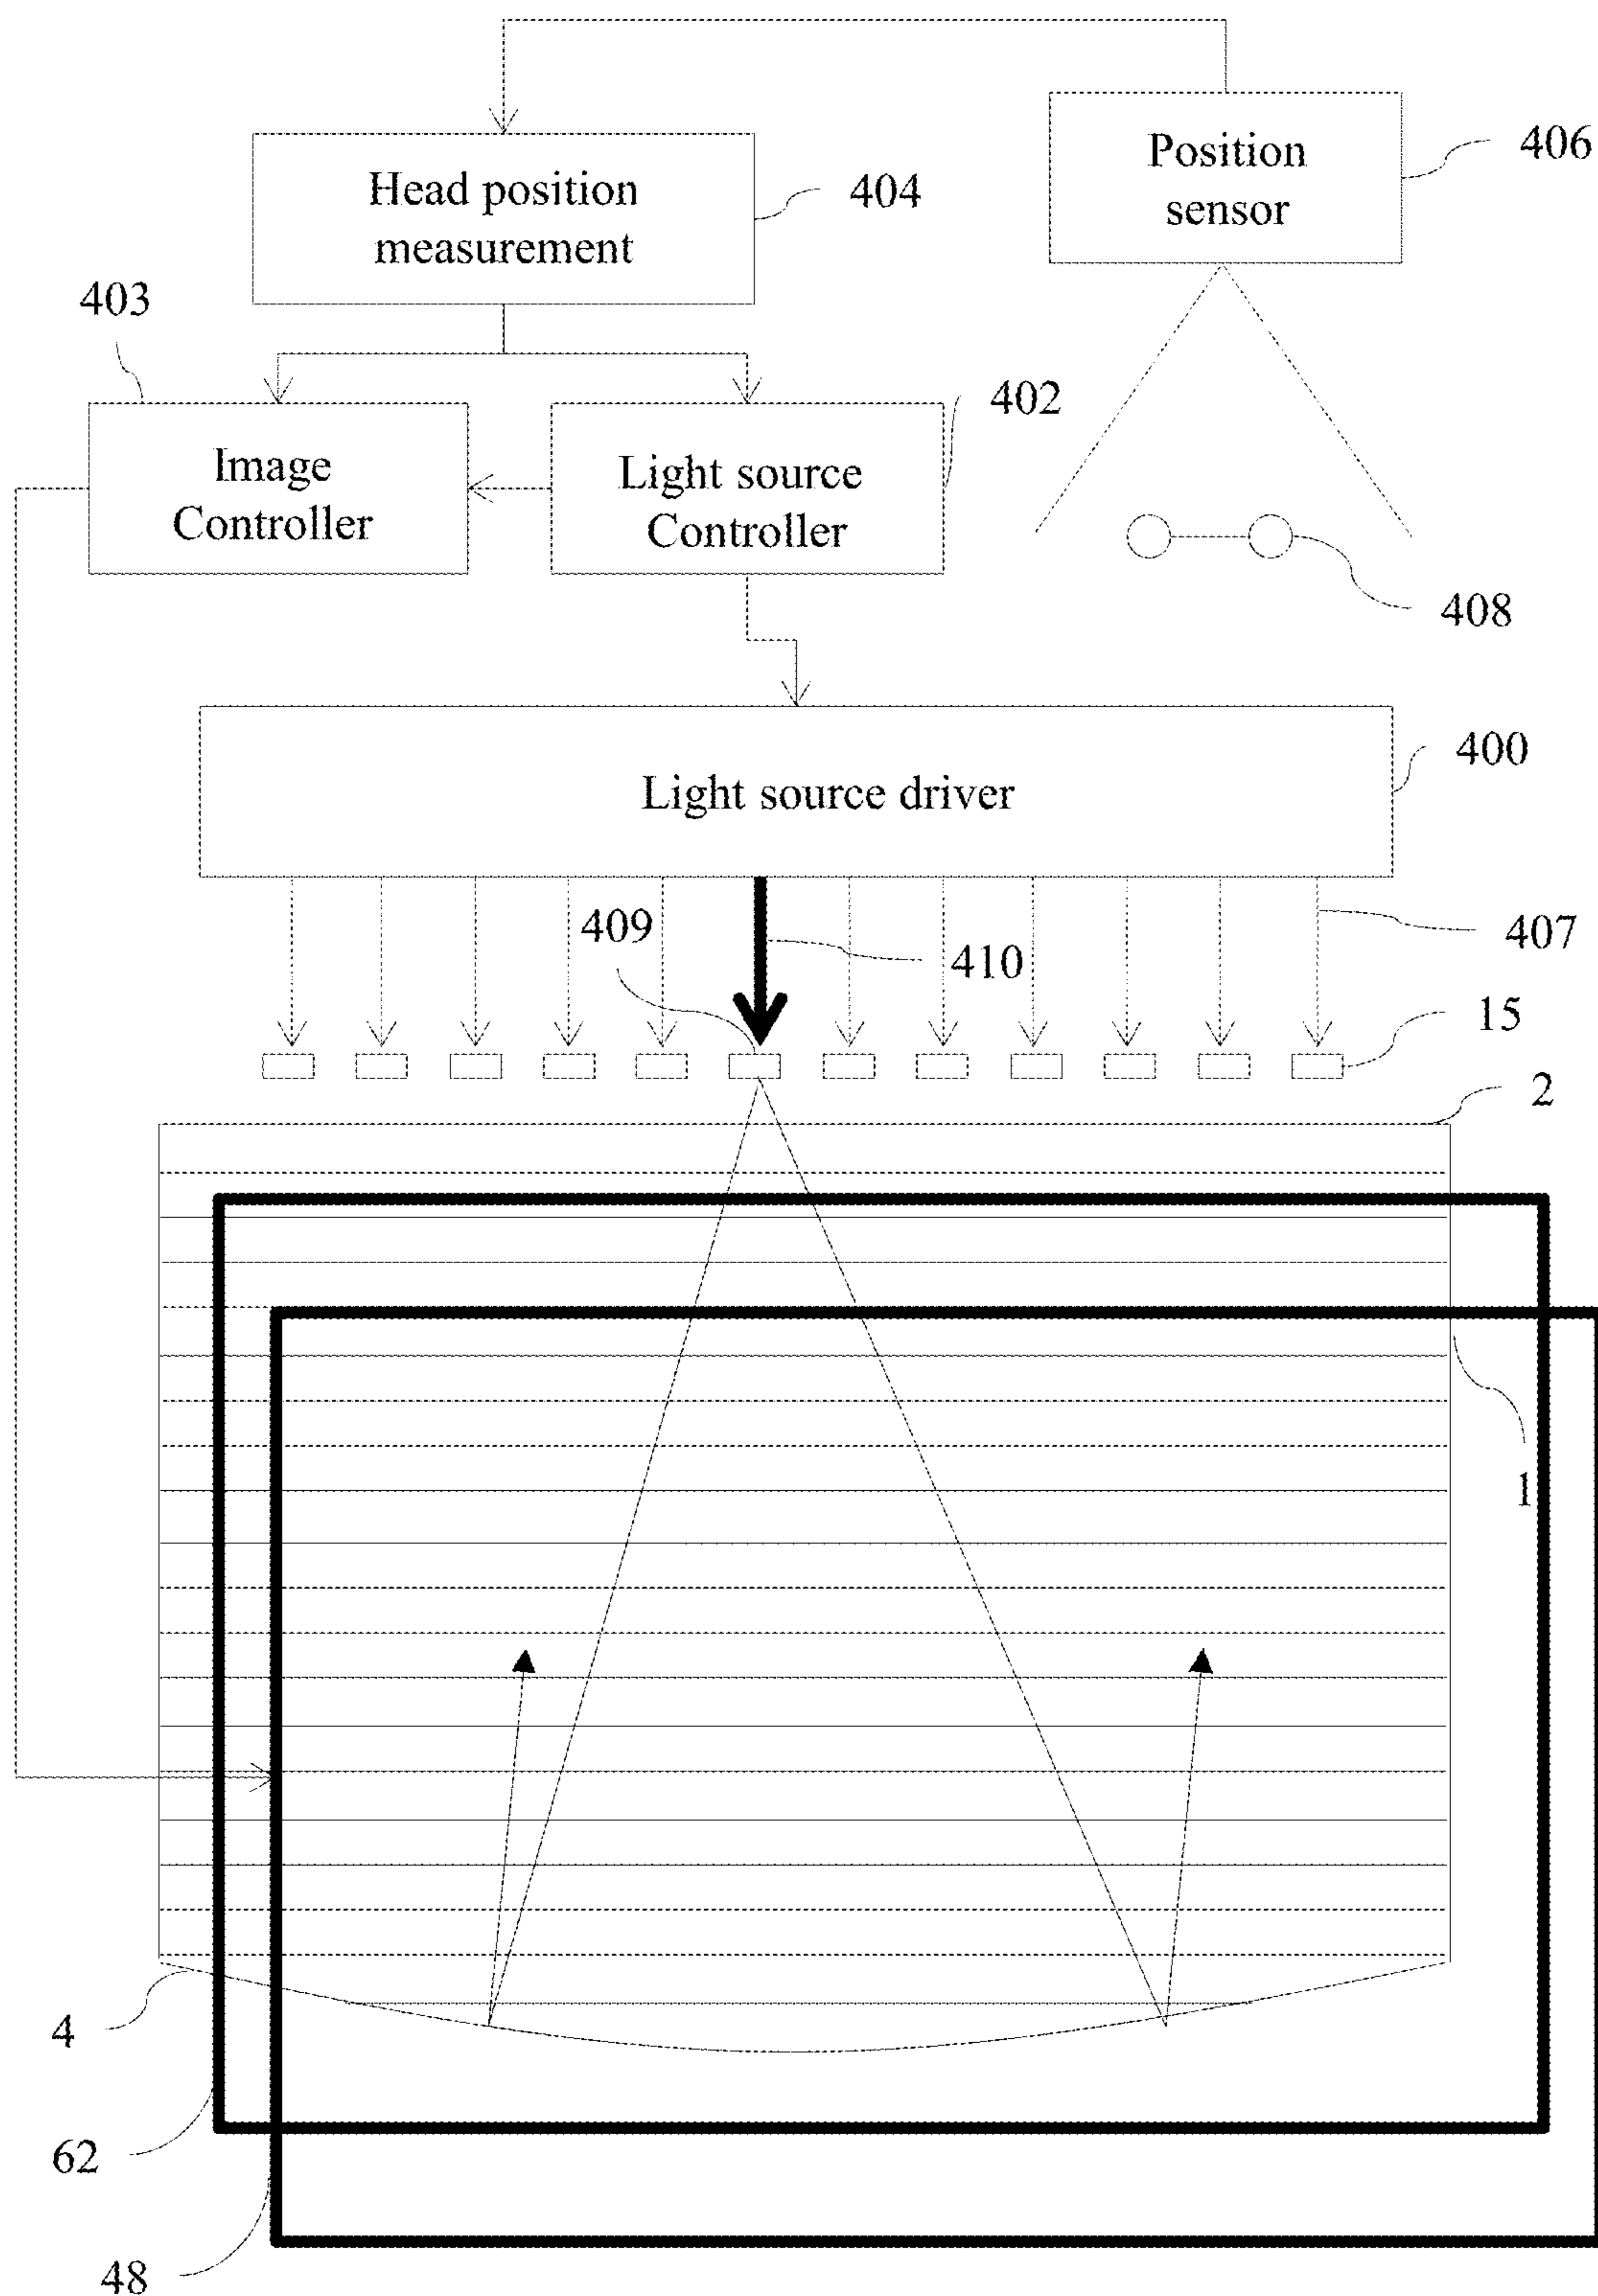 Position
sensor
406
Head position
measurement
404
403
Image
Controller
Light source
Controller
402
408
Light source driver
400
409
410
407
15
2
1
4
62
48